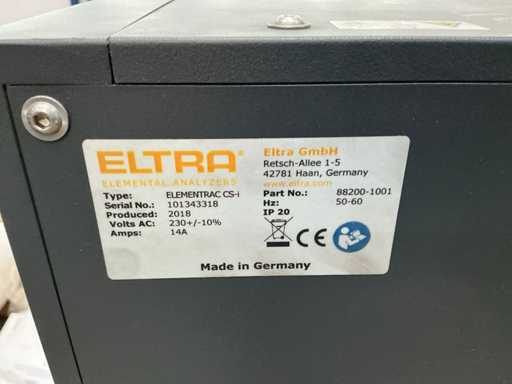 ELTRA®
ELEMENTAL ANALYZERS
Eltra GmbH
Retsch-Allee 1-5
42781 Haan, Germany
www.eltra.com
Type: ELEMENTRAC CS-i
Serial No.: 101343318
Produced: 2018
Volts AC: 230+/-10%
Amps: 14A
Part No.: 88200-1001
Hz: 50-60
IP 20
CE
Made in Germany